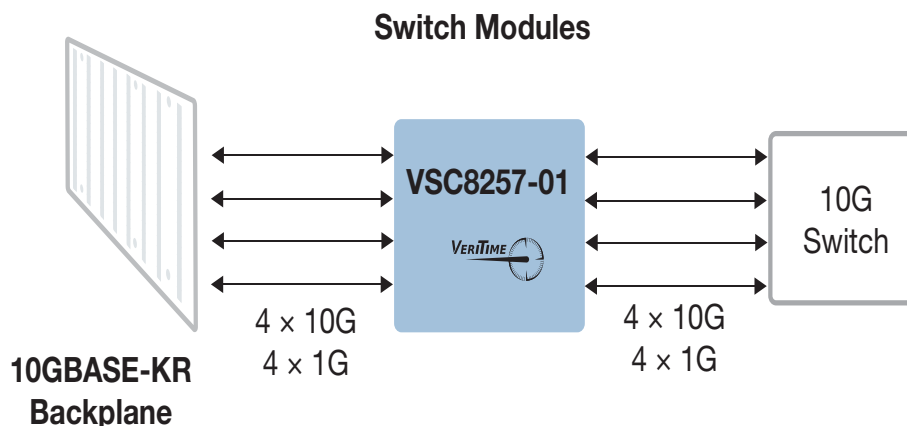 Switch Modules
VSC8257-01
VERITIME
10G
Switch
4 × 10G
4 × 1G
4 × 10G
4 × 1G
10GBASE-KR
Backplane